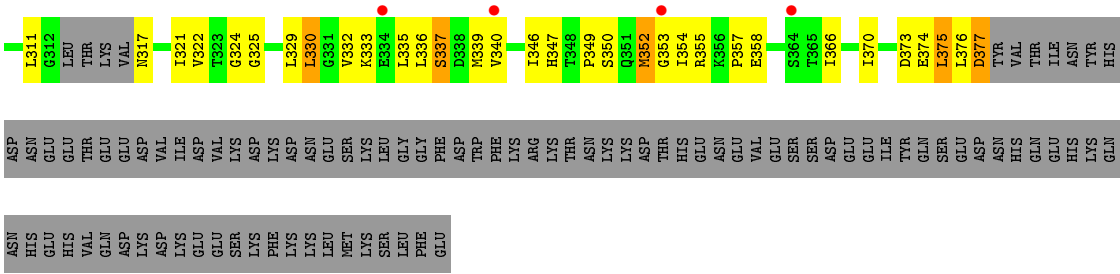 L311 G312 LEU THR LYS VAL N317 I321 V322 T323 G324 G325 L329 L330 G331 V332 K333 E334 L335 L336 S337 D338 M339 V340 I346 H347 T348 P349 S350 Q351 M352 G353 I354 R355 K356 P357 E358 S364 T365 I366 I370 D373 E374 L375 L376 D377 TYR VAL THR ILE ASN TYR HIS
ASP ASN GLU GLU THR GLU GLU ASP VAL ILE ASP VAL LYS ASP LYS ASP ASN GLU SER LYS LEU GLY GLY PHE ASP TRP PHE LYS ARG LYS THR ASN LYS LYS ASP THR HIS GLU ASN GLU VAL GLU SER SER ASP GLU GLU ILE TYR GLN SER GLU ASP ASN HIS GLN GLU HIS LYS GLN
ASN HIS GLU HIS VAL GLN ASP LYS ASP LYS GLU GLU SER LYS PHE LYS LYS LEU MET LYS SER LEU PHE GLU